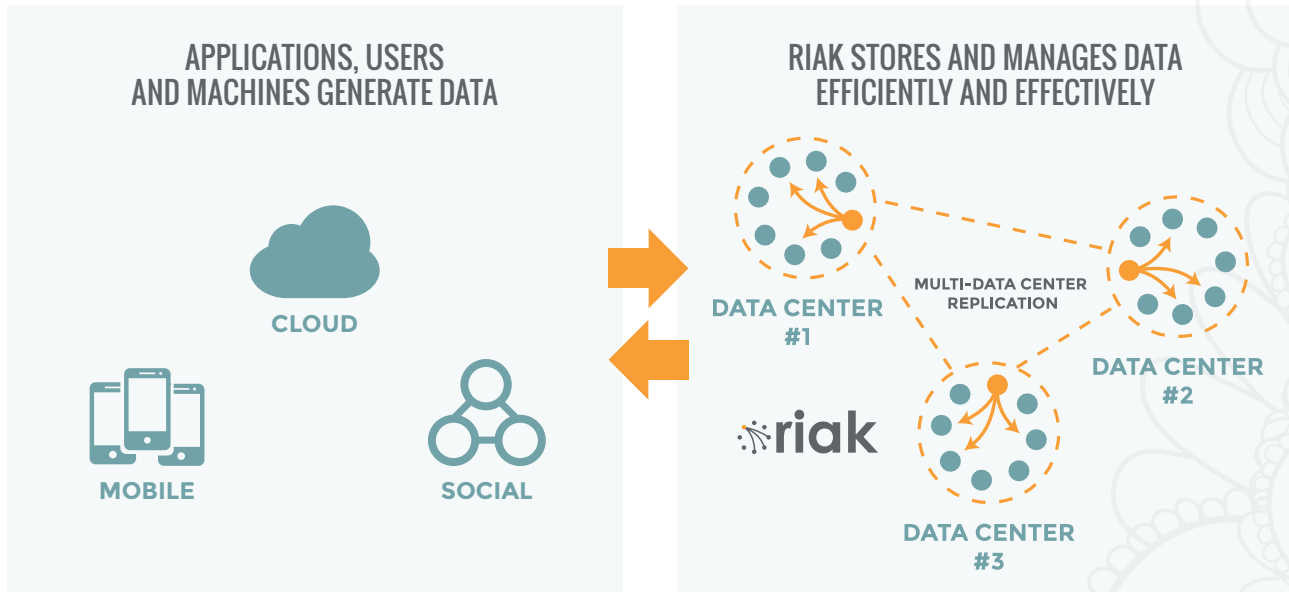 APPLICATIONS, USERS
AND MACHINES GENERATE DATA
CLOUD
MOBILE
SOCIAL
RIAK STORES AND MANAGES DATA
EFFICIENTLY AND EFFECTIVELY
DATA CENTER
#1
MULTI-DATA CENTER
REPLICATION
DATA CENTER
#2
riak
DATA CENTER
#3